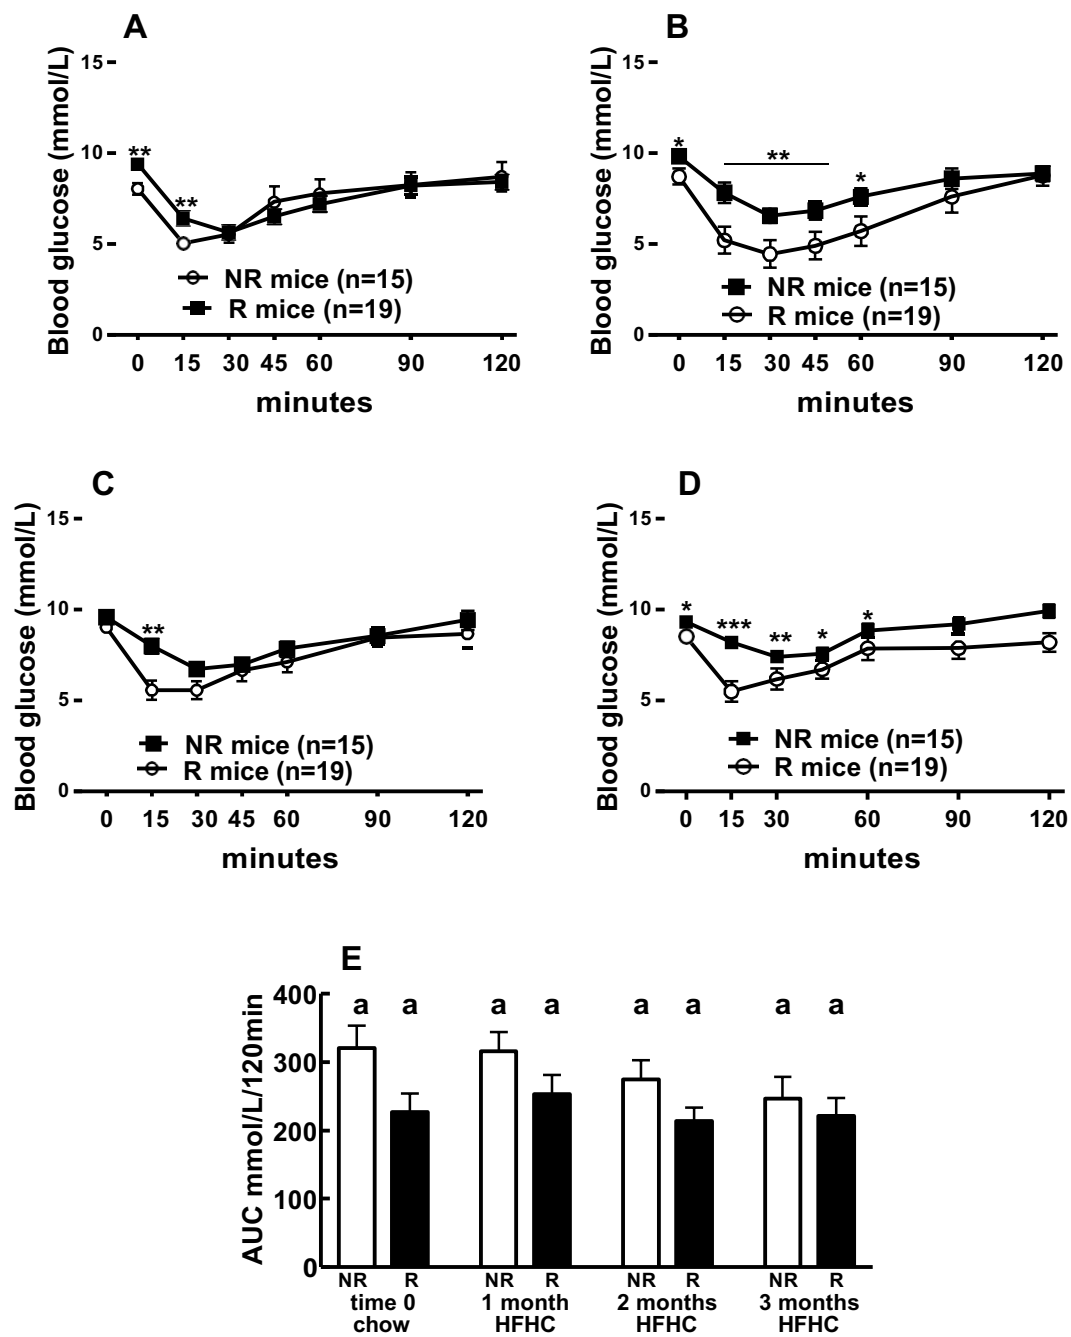 A
Blood glucose (mmol/L)
15
10
5
0
**
**
NR mice (n=15)
R mice (n=19)
0 15 30 45 60 90 120
minutes
B
Blood glucose (mmol/L)
15
10
5
0
*
**
*
NR mice (n=15)
R mice (n=19)
0 15 30 45 60 90 120
minutes
C
Blood glucose (mmol/L)
15
10
5
0
**
NR mice (n=15)
R mice (n=19)
0 15 30 45 60 90 120
minutes
D
Blood glucose (mmol/L)
15
10
5
0
*
***
**
*
*
NR mice (n=15)
R mice (n=19)
0 15 30 45 60 90 120
minutes
E
AUC mmol/L/120min
400
300
200
100
0
a a a a a a a a
NR R NR R NR R NR R
time 0 1 month 2 months 3 months
chow HFHC HFHC HFHC